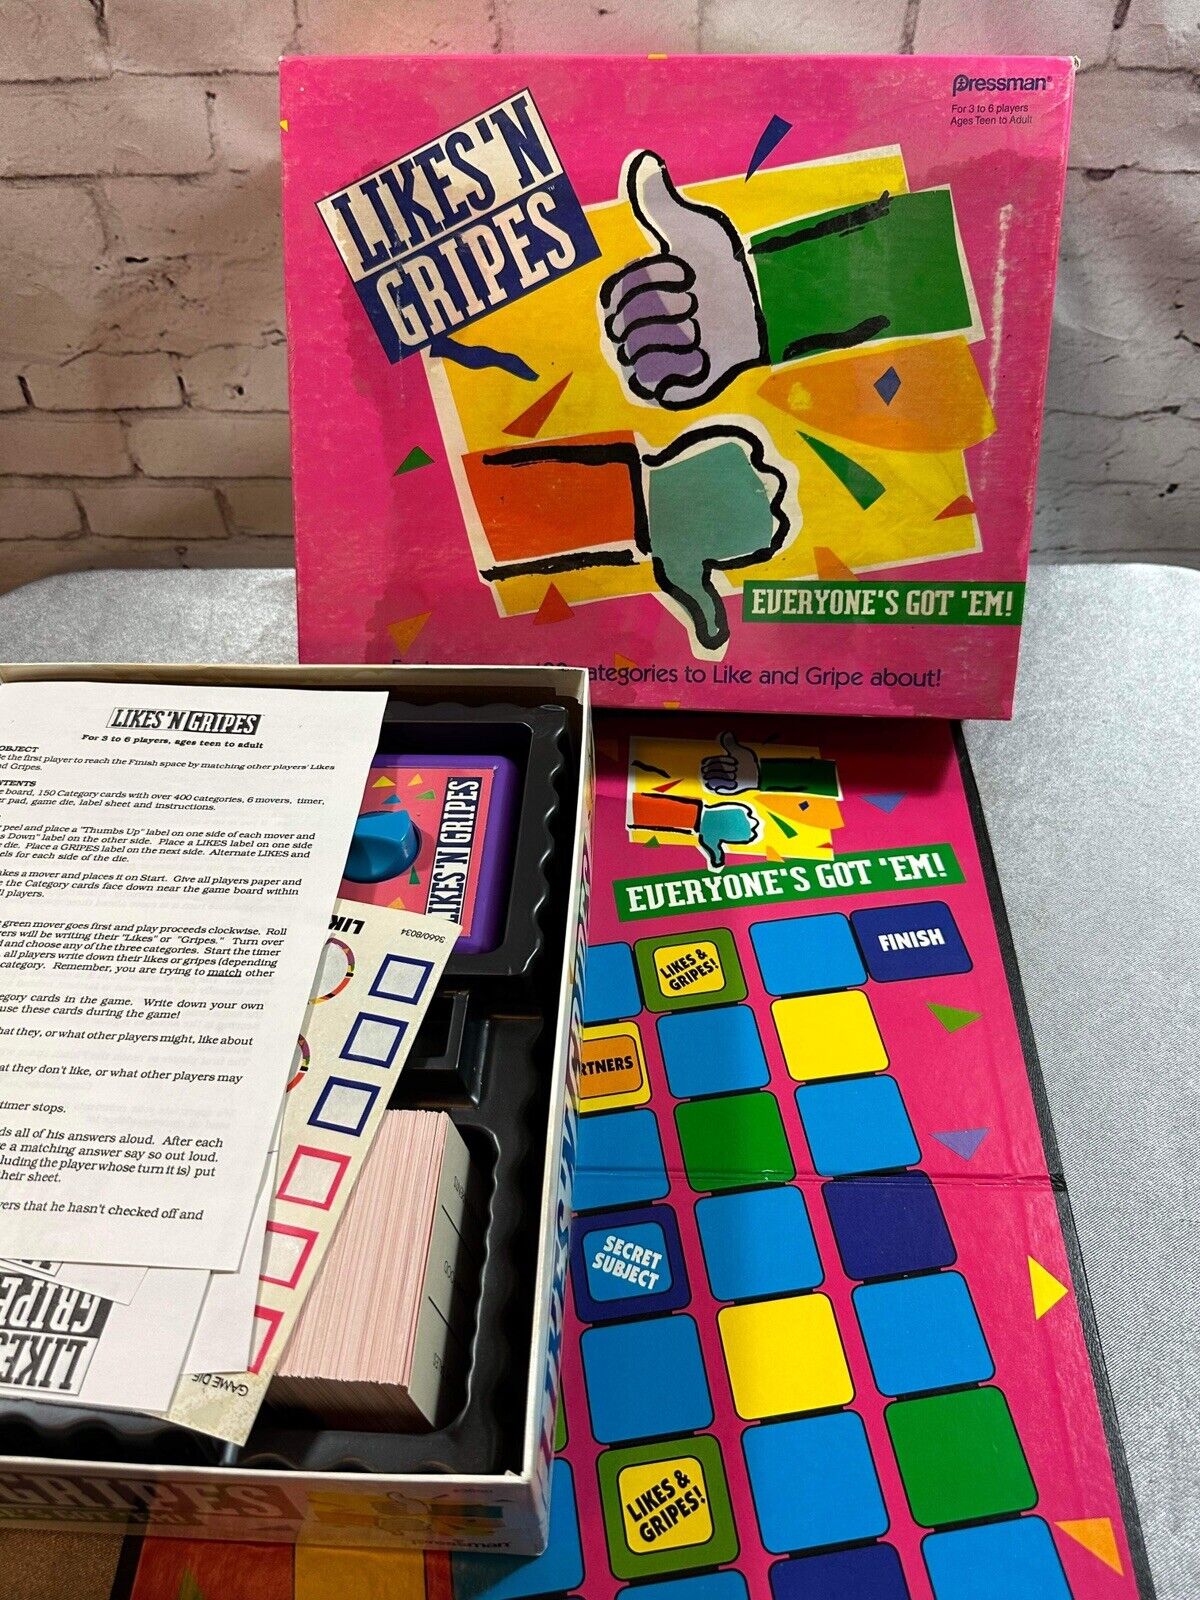 Pressman®
For 3 to 6 players
Ages Teen to Adult
LIKES 'N
GRIPES™
EVERYONE'S GOT 'EM!
ategories to Like and Gripe about!
LIKES 'N GRIPES
For 3 to 6 players, ages teen to adult
OBJECT
e the first player to reach the Finish space by matching other players' Likes
nd Gripes.
TENTS
e board, 150 Category cards with over 400 categories, 6 movers, timer,
r pad, game die, label sheet and instructions.
peel and place a "Thumbs Up" label on one side of each mover and
s Down" label on the other side. Place a LIKES label on one side
e die. Place a GRIPES label on the next side. Alternate LIKES and
els for each side of the die.
akes a mover and places it on Start. Give all players paper and
e the Category cards face down near the game board within
l players.
e green mover goes first and play proceeds clockwise. Roll
ers will be writing their "Likes" or "Gripes." Turn over
d and choose any of the three categories. Start the timer
, all players write down their likes or gripes (depending
category. Remember, you are trying to match other
egory cards in the game. Write down your own
use these cards during the game!
hat they, or what other players might, like about
at they don't like, or what other players may
timer stops.
ds all of his answers aloud. After each
e a matching answer say so out loud.
luding the player whose turn it is) put
heir sheet.
ers that he hasn't checked off and
LIKES 'N GRIPES
LIK
3660/8034
GAME DIE
LIKES
GRIPE
EVERYONE'S GOT 'EM!
LIKES &
GRIPES!
FINISH
RTNERS
SECRET
SUBJECT
LIKES &
GRIPES!
GRIPES
Pressman